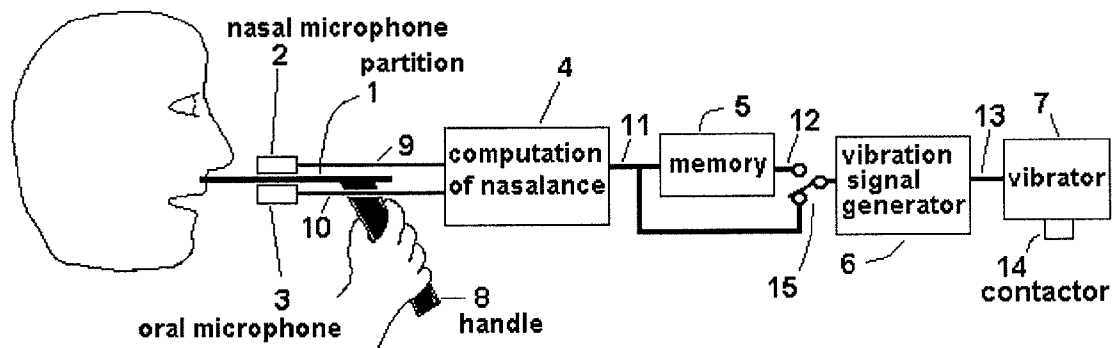 nasal microphone
2
partition
1
4
9
computation
of nasalance
11
5
memory
12
vibration
signal
generator
13
7
vibrator
10
15
6
14
contactor
3
oral microphone
8
handle